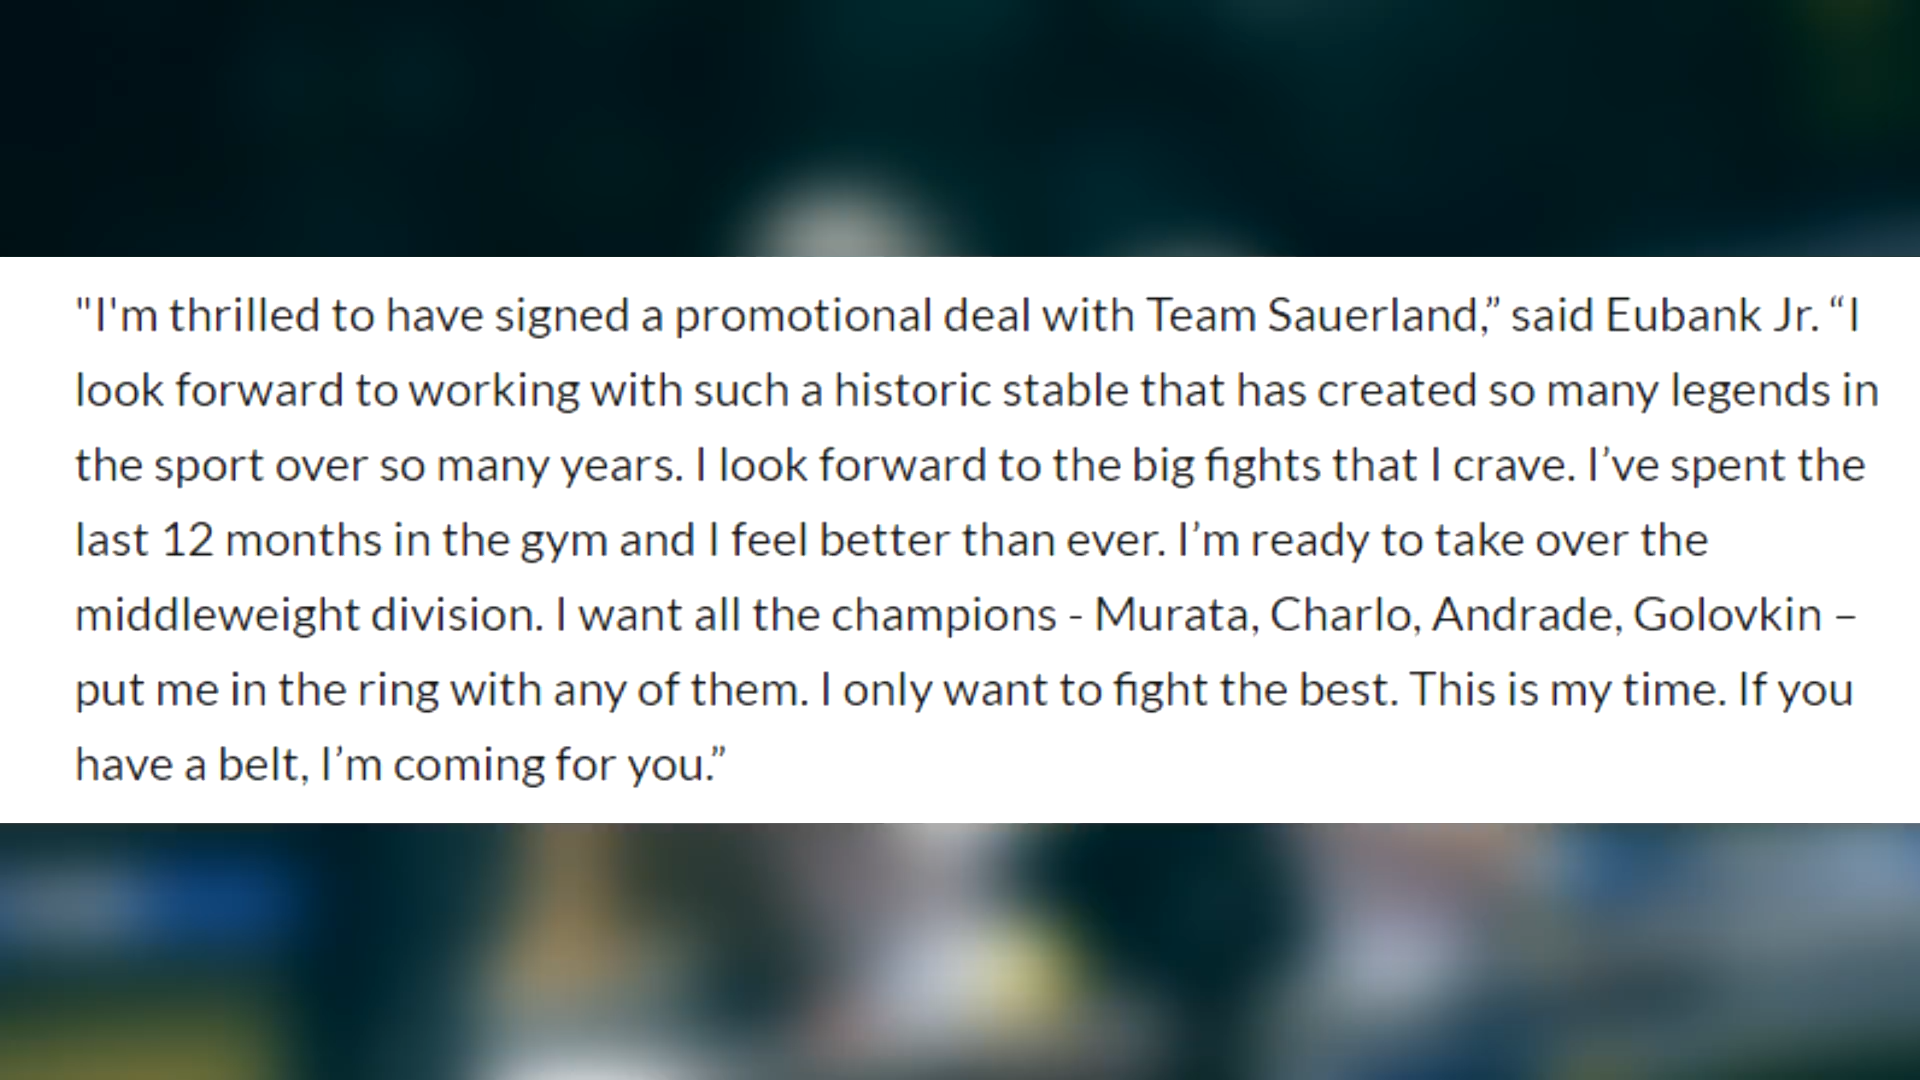 "I'm thrilled to have signed a promotional deal with Team Sauerland,” said Eubank Jr. “I
look forward to working with such a historic stable that has created so many legends in
the sport over so many years. I look forward to the big fights that I crave. I’ve spent the
last 12 months in the gym and I feel better than ever. I’m ready to take over the
middleweight division. I want all the champions - Murata, Charlo, Andrade, Golovkin –
put me in the ring with any of them. I only want to fight the best. This is my time. If you
have a belt, I’m coming for you.”